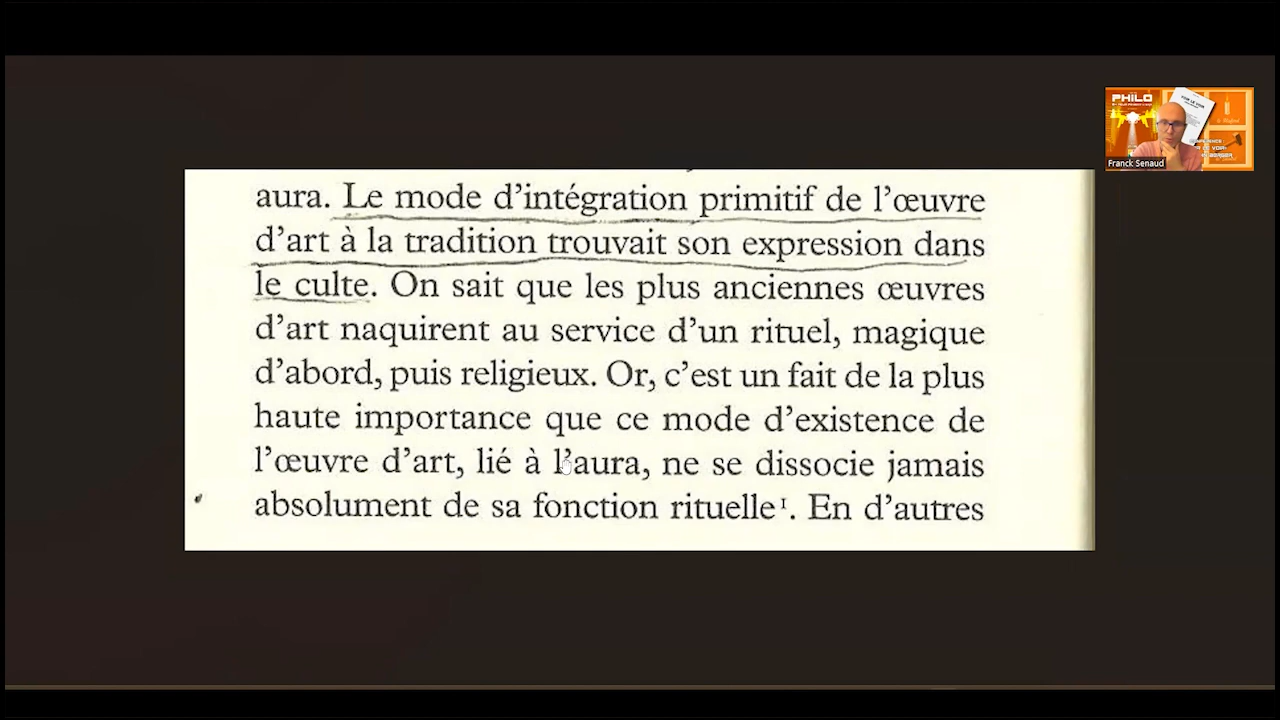 aura. Le mode d'intégration primitif de l'œuvre
d'art à la tradition trouvait son expression dans
le culte. On sait que les plus anciennes œuvres
d'art naquirent au service d'un rituel, magique
d'abord, puis religieux. Or, c'est un fait de la plus
haute importance que ce mode d'existence de
l'œuvre d'art, lié à l'aura, ne se dissocie jamais
absolument de sa fonction rituelle¹. En d'autres
PHILO
VOIR LE VOIR
Franck Senaud